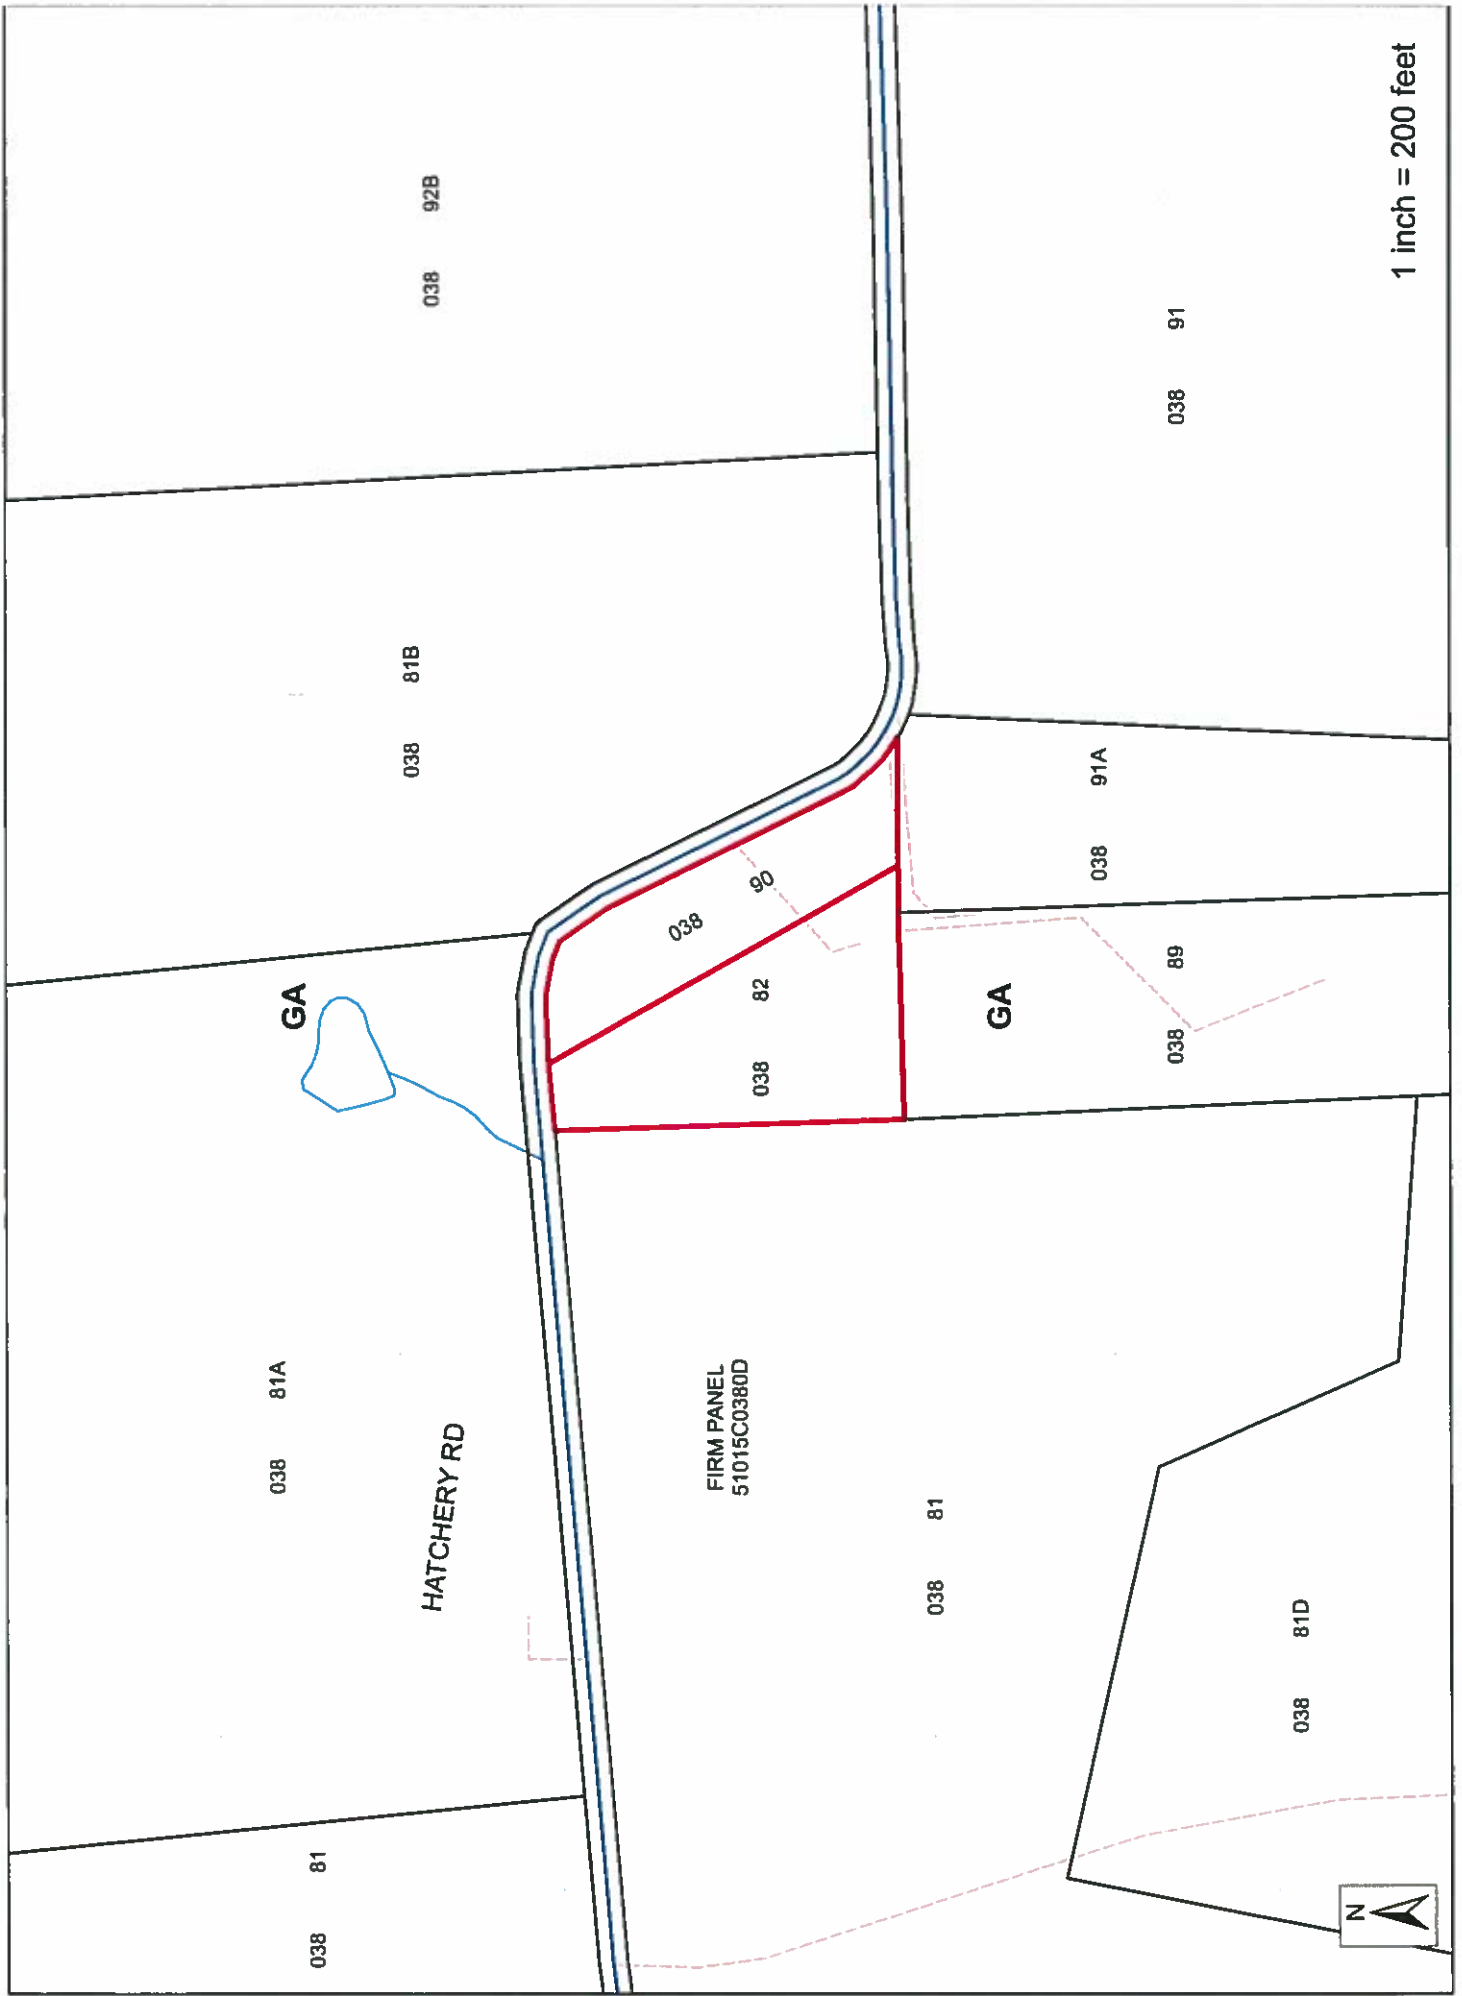 038 81
038 81A
GA
038 81B
038 92B
HATCHERY RD
FIRM PANEL
51015C0380D
038 90
038 82
038 81
GA
038 89
038 91A
038 91
038 81D
N
1 inch = 200 feet